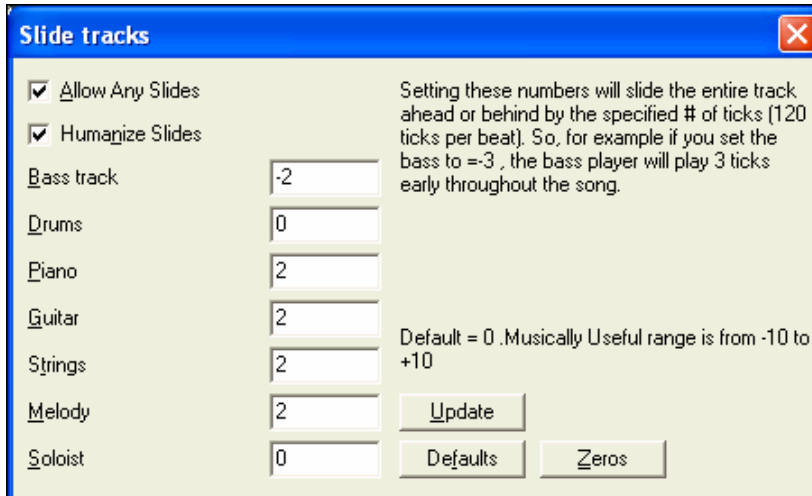 Slide tracks
Allow Any Slides
Humanize Slides
Bass track
-2
Drums
0
Piano
2
Guitar
2
Strings
2
Melody
2
Soloist
0
Setting these numbers will slide the entire track
ahead or behind by the specified # of ticks (120
ticks per beat). So, for example if you set the
bass to =-3 , the bass player will play 3 ticks
early throughout the song.
Default = 0 .Musically Useful range is from -10 to
+10
Update
Defaults
Zeros